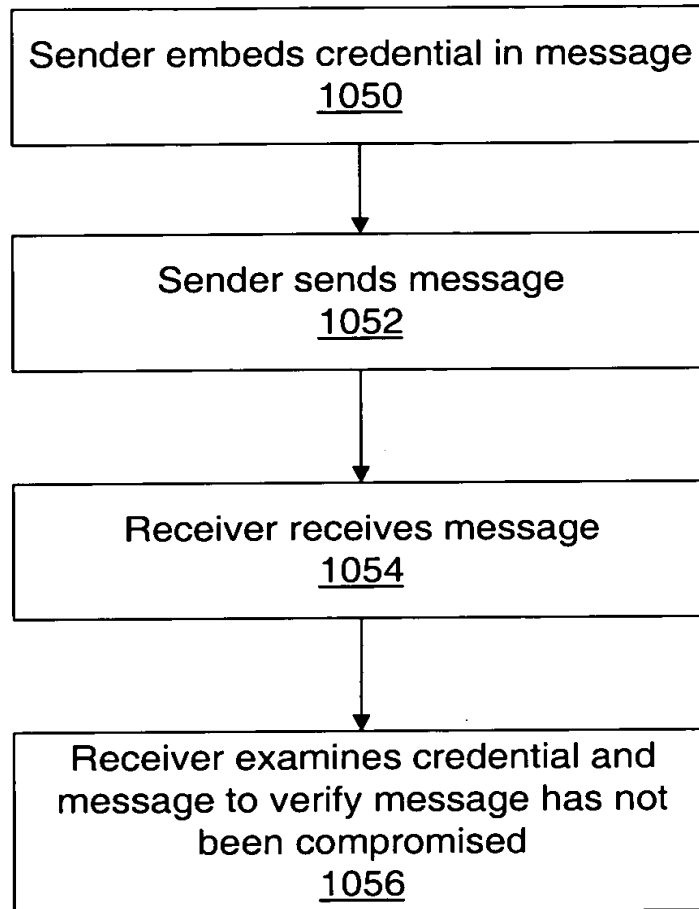 Sender embeds credential in message
1050
Sender sends message
1052
Receiver receives message
1054
Receiver examines credential and
message to verify message has not
been compromised
1056